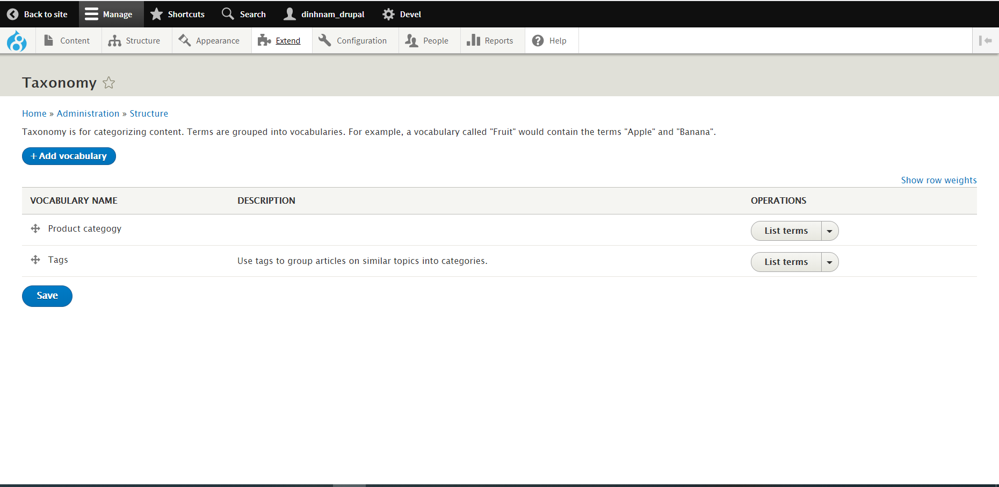 Back to site Manage Shortcuts Search dinhnam_drupal Devel
Content Structure Appearance Extend Configuration People Reports Help
Taxonomy
Home » Administration » Structure
Taxonomy is for categorizing content. Terms are grouped into vocabularies. For example, a vocabulary called "Fruit" would contain the terms "Apple" and "Banana".
+ Add vocabulary
Show row weights
VOCABULARY NAME DESCRIPTION OPERATIONS
Product categogy List terms
Tags Use tags to group articles on similar topics into categories. List terms
Save